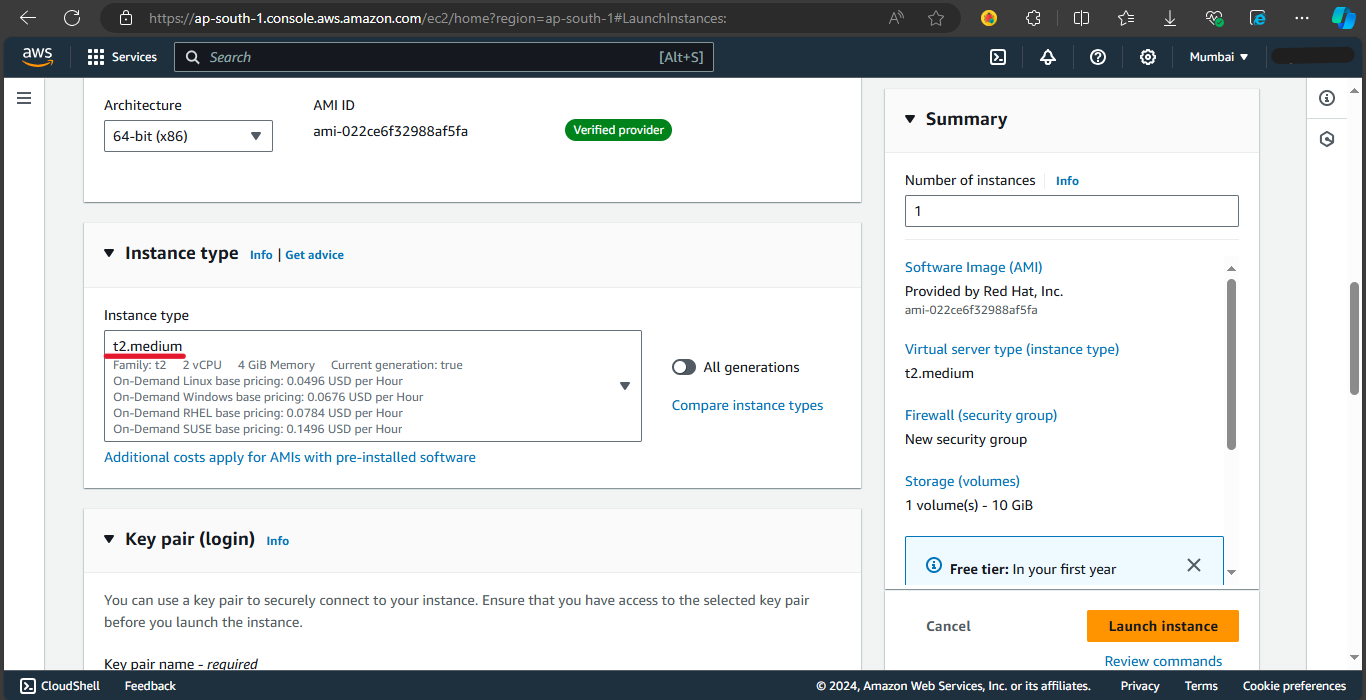 https://ap-south-1.console.aws.amazon.com/ec2/home?region=ap-south-1#LaunchInstances:
aws
Services
Search
[Alt+S]
Mumbai
Architecture
AMI ID
64-bit (x86)
ami-022ce6f32988af5fa
Verified provider
Instance type
Info | Get advice
Instance type
t2.medium
Family: t2 2 vCPU 4 GiB Memory Current generation: true
On-Demand Linux base pricing: 0.0496 USD per Hour
On-Demand Windows base pricing: 0.0676 USD per Hour
On-Demand RHEL base pricing: 0.0784 USD per Hour
On-Demand SUSE base pricing: 0.1496 USD per Hour
All generations
Compare instance types
Additional costs apply for AMIs with pre-installed software
Key pair (login)
Info
You can use a key pair to securely connect to your instance. Ensure that you have access to the selected key pair
before you launch the instance.
Key pair name - required
Summary
Number of instances
Info
1
Software Image (AMI)
Provided by Red Hat, Inc.
ami-022ce6f32988af5fa
Virtual server type (instance type)
t2.medium
Firewall (security group)
New security group
Storage (volumes)
1 volume(s) - 10 GiB
Free tier: In your first year
Cancel
Launch instance
Review commands
CloudShell
Feedback
© 2024, Amazon Web Services, Inc. or its affiliates.
Privacy
Terms
Cookie preferences